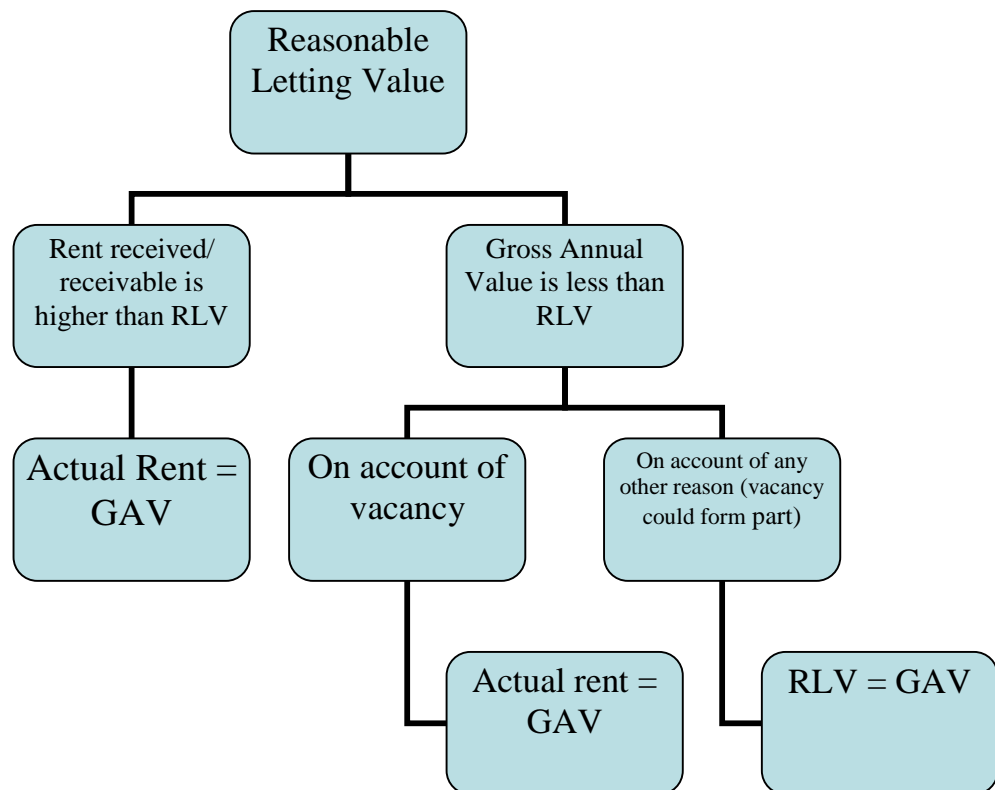 Reasonable
Letting Value
Rent received/
receivable is
higher than RLV
Gross Annual
Value is less than
RLV
Actual Rent =
GAV
On account of
vacancy
On account of any
other reason (vacancy
could form part)
Actual rent =
GAV
RLV = GAV